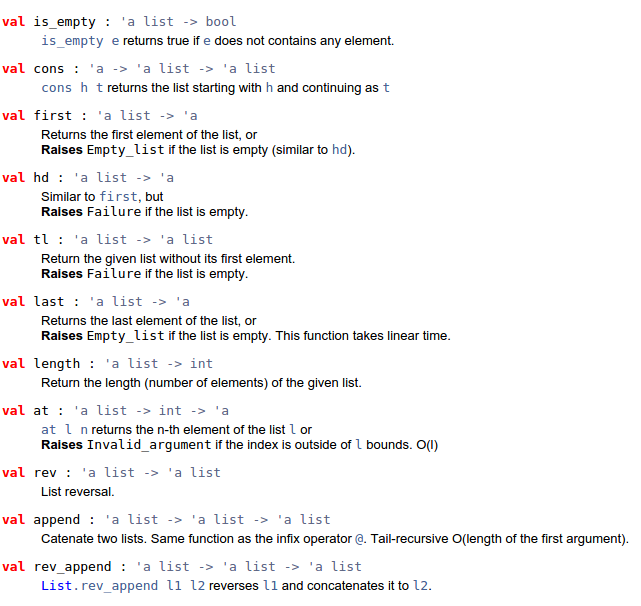 val is_empty : 'a list -> bool
is_empty e returns true if e does not contains any element.
val cons : 'a -> 'a list -> 'a list
cons h t returns the list starting with h and continuing as t
val first : 'a list -> 'a
Returns the first element of the list, or
Raises Empty_list if the list is empty (similar to hd).
val hd : 'a list -> 'a
Similar to first, but
Raises Failure if the list is empty.
val tl : 'a list -> 'a list
Return the given list without its first element.
Raises Failure if the list is empty.
val last : 'a list -> 'a
Returns the last element of the list, or
Raises Empty_list if the list is empty. This function takes linear time.
val length : 'a list -> int
Return the length (number of elements) of the given list.
val at : 'a list -> int -> 'a
at l n returns the n-th element of the list l or
Raises Invalid_argument if the index is outside of l bounds. O(l)
val rev : 'a list -> 'a list
List reversal.
val append : 'a list -> 'a list -> 'a list
Catenate two lists. Same function as the infix operator @. Tail-recursive O(length of the first argument).
val rev_append : 'a list -> 'a list -> 'a list
List.rev_append l1 l2 reverses l1 and concatenates it to l2.